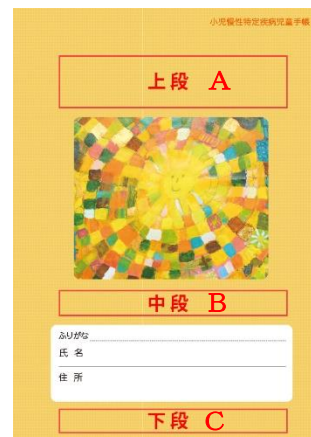 小児慢性特定疾病児童手帳
上段 A
中段 B
ふりがな
氏 名
住 所
下段 C